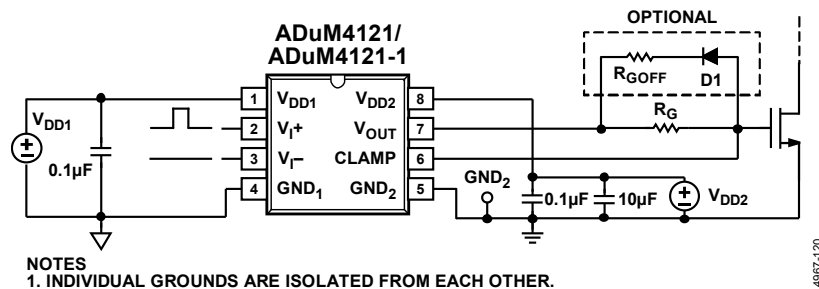 OPTIONAL
ADuM4121/
ADuM4121-1
RGOFF
D1
RG
VDD1
0.1µF
1 VDD1 VDD2 8
2 VI+ VOUT 7
3 VI− CLAMP 6
4 GND1 GND2 5
GND2
0.1µF
10µF
VDD2
NOTES
1. INDIVIDUAL GROUNDS ARE ISOLATED FROM EACH OTHER.
4967-120